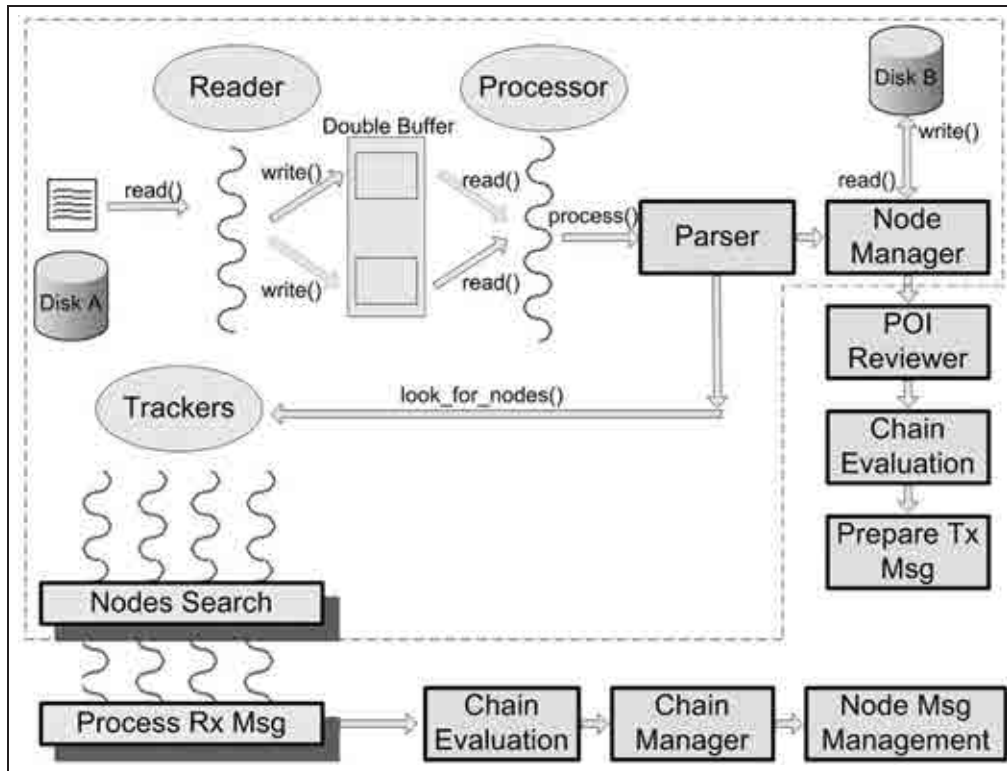 Reader
Processor
Disk B
Double Buffer
write()
read()
write()
read()
read()
process()
Parser
Node
Manager
Disk A
write()
read()
POI
Reviewer
Trackers
look_for_nodes()
Chain
Evaluation
Prepare Tx
Msg
Nodes Search
Process Rx Msg
Chain
Evaluation
Chain
Manager
Node Msg
Management